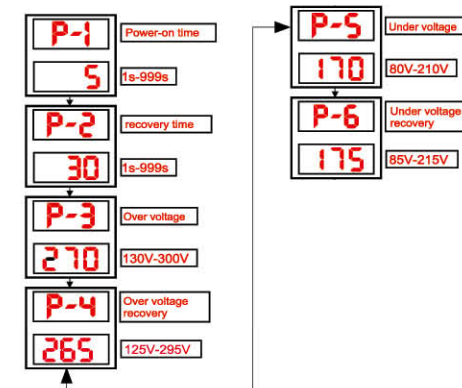 P-1
Power-on time
5
1s-999s
P-2
recovery time
30
1s-999s
P-3
Over voltage
270
130V-300V
P-4
Over voltage
recovery
265
125V-295V
P-5
Under voltage
170
80V-210V
P-6
Under voltage
recovery
175
85V-215V